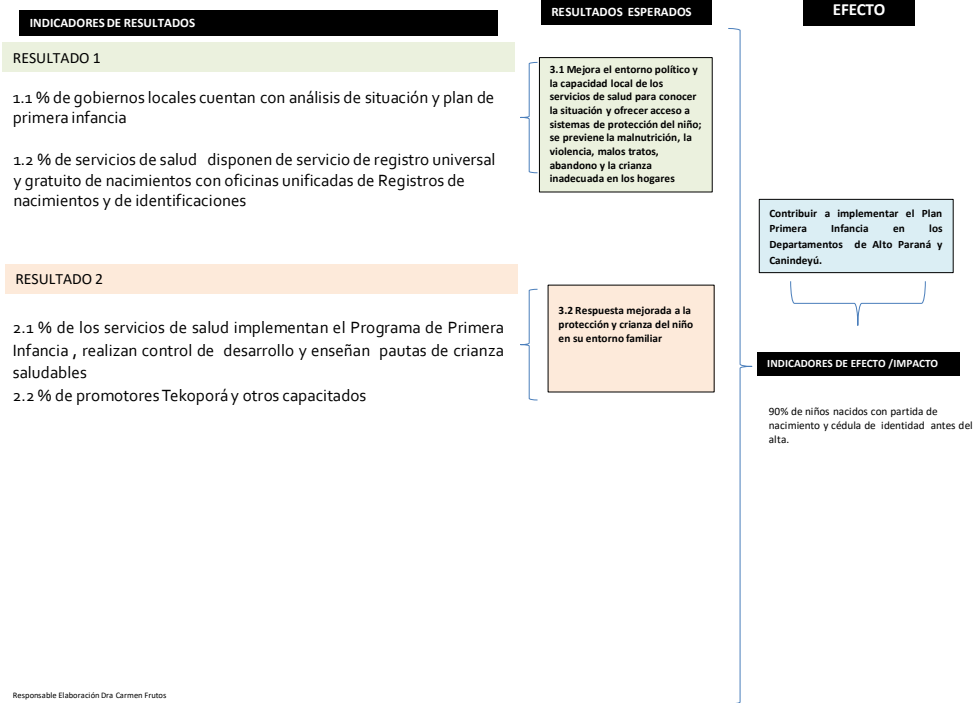 INDICADORES DE RESULTADOS
RESULTADO 1
1.1 % de gobiernos locales cuentan con análisis de situación y plan de
primera infancia
1.2 % de servicios de salud disponen de servicio de registro universal
y gratuito de nacimientos con oficinas unificadas de Registros de
nacimientos y de identificaciones
RESULTADO 2
2.1 % de los servicios de salud implementan el Programa de Primera
Infancia , realizan control de desarrollo y enseñan pautas de crianza
saludables
2.2 % de promotores Tekoporá y otros capacitados
RESULTADOS ESPERADOS
3.1 Mejora el entorno político y
la capacidad local de los
servicios de salud para conocer
la situación y ofrecer acceso a
sistemas de protección del niño;
se previene la malnutrición, la
violencia, malos tratos,
abandono y la crianza
inadecuada en los hogares
3.2 Respuesta mejorada a la
protección y crianza del niño
en su entorno familiar
EFECTO
Contribuir a implementar el Plan
Primera Infancia en los
Departamentos de Alto Paraná y
Canindeyú.
INDICADORES DE EFECTO /IMPACTO
90% de niños nacidos con partida de
nacimiento y cédula de identidad antes del
alta.
Responsable Elaboración Dra Carmen Frutos